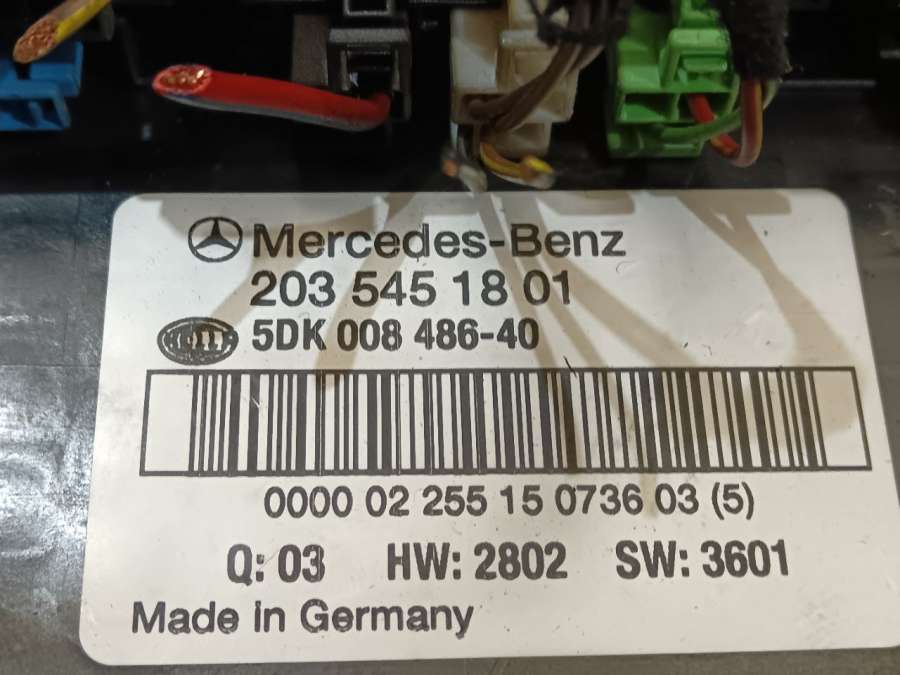 Mercedes-Benz
203 545 18 01
HELLA 5DK 008 486-40
0000 02 255 15 0736 03 (5)
Q: 03 HW: 2802 SW: 3601
Made in Germany